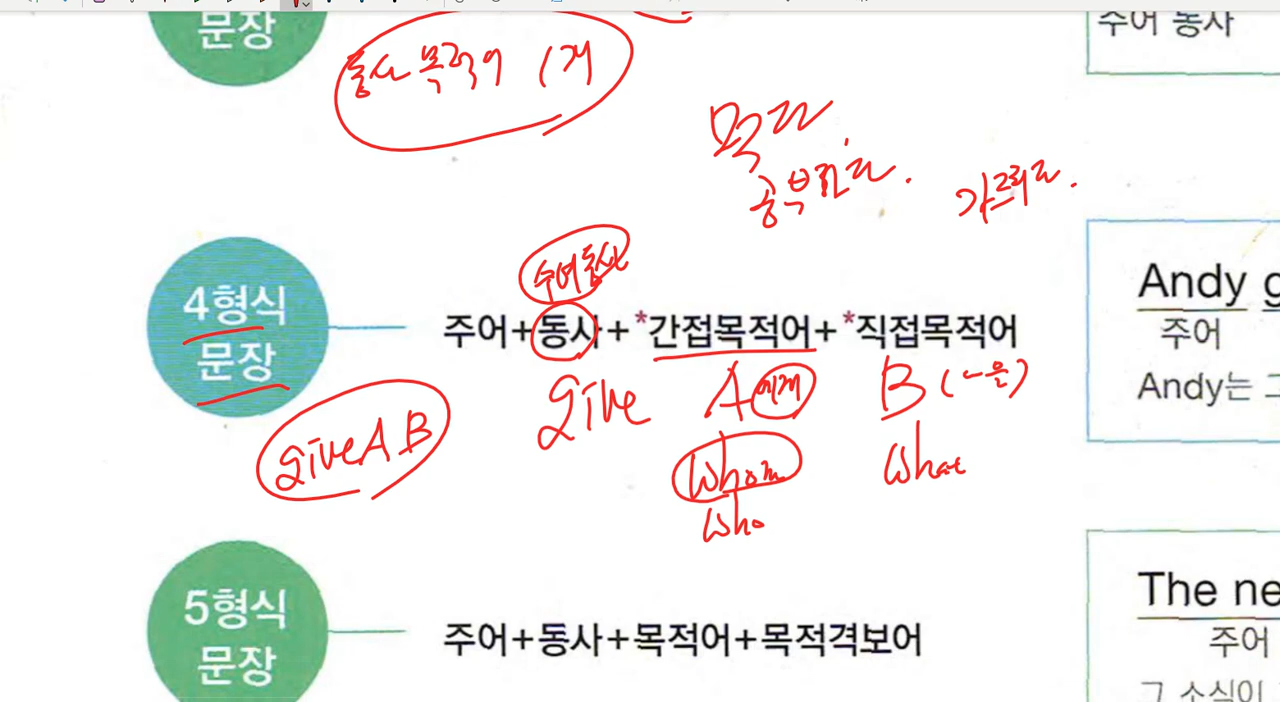 문장
주어 동사
동사 목적어 1개
목적
공부하라.
가르치고.
수여동사
4형식
문장
주어+동사+*간접목적어+*직접목적어
Andy g
주어
Andy는 그
give A에게 B(~을)
give A B
Whom
What
Who
5형식
문장
주어+동사+목적어+목적격보어
The ne
주어
그 소식이